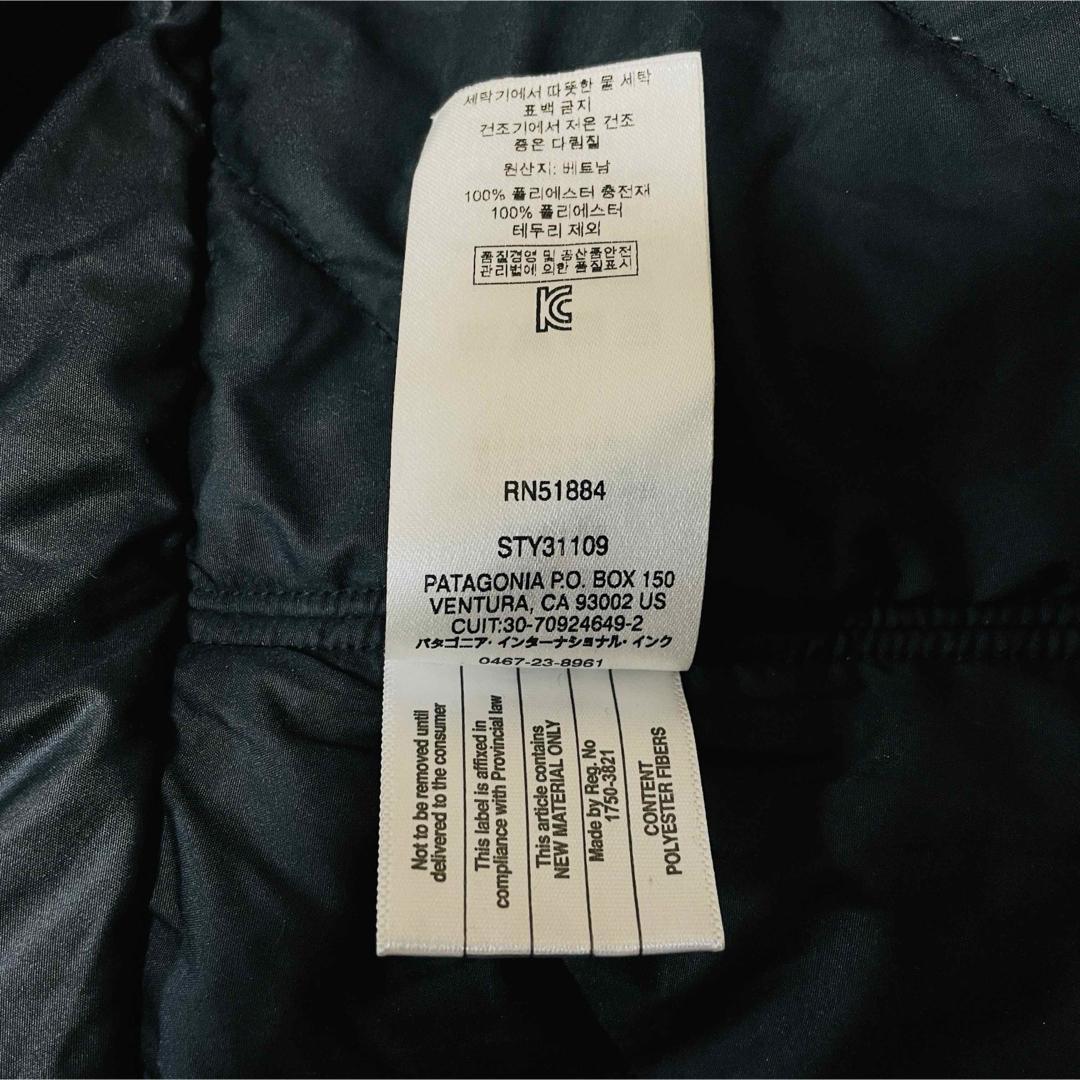 세탁기에서 따뜻한 물 세탁
표백 금지
건조기에서 저온 건조
중온 다림질
원산지: 베트남
100% 폴리에스터 충전재
100% 폴리에스터
테두리 제외
품질경영 및 공산품안전
관리법에 의한 품질표시
KC
RN51884
STY31109
PATAGONIA P.O. BOX 150
VENTURA, CA 93002 US
CUIT:30-70924649-2
パタゴニア・インターナショナル・インク
0467-23-8961
Not to be removed until
delivered to the consumer
This label is affixed in
compliance with Provincial law
This article contains
NEW MATERIAL ONLY
Made by Reg. No
1750-3821
CONTENT
POLYESTER FIBERS